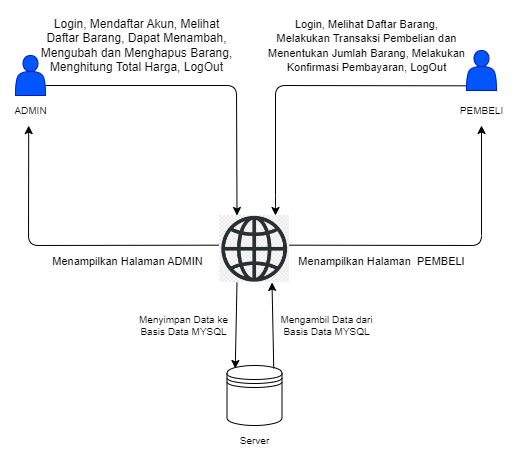 Login, Mendaftar Akun, Melihat
Daftar Barang, Dapat Menambah,
Mengubah dan Menghapus Barang,
Menghitung Total Harga, LogOut
Login, Melihat Daftar Barang,
Melakukan Transaksi Pembelian dan
Menentukan Jumlah Barang, Melakukan
Konfirmasi Pembayaran, LogOut
ADMIN
PEMBELI
Menampilkan Halaman ADMIN
Menampilkan Halaman PEMBELI
Menyimpan Data ke
Basis Data MYSQL
Mengambil Data dari
Basis Data MYSQL
Server